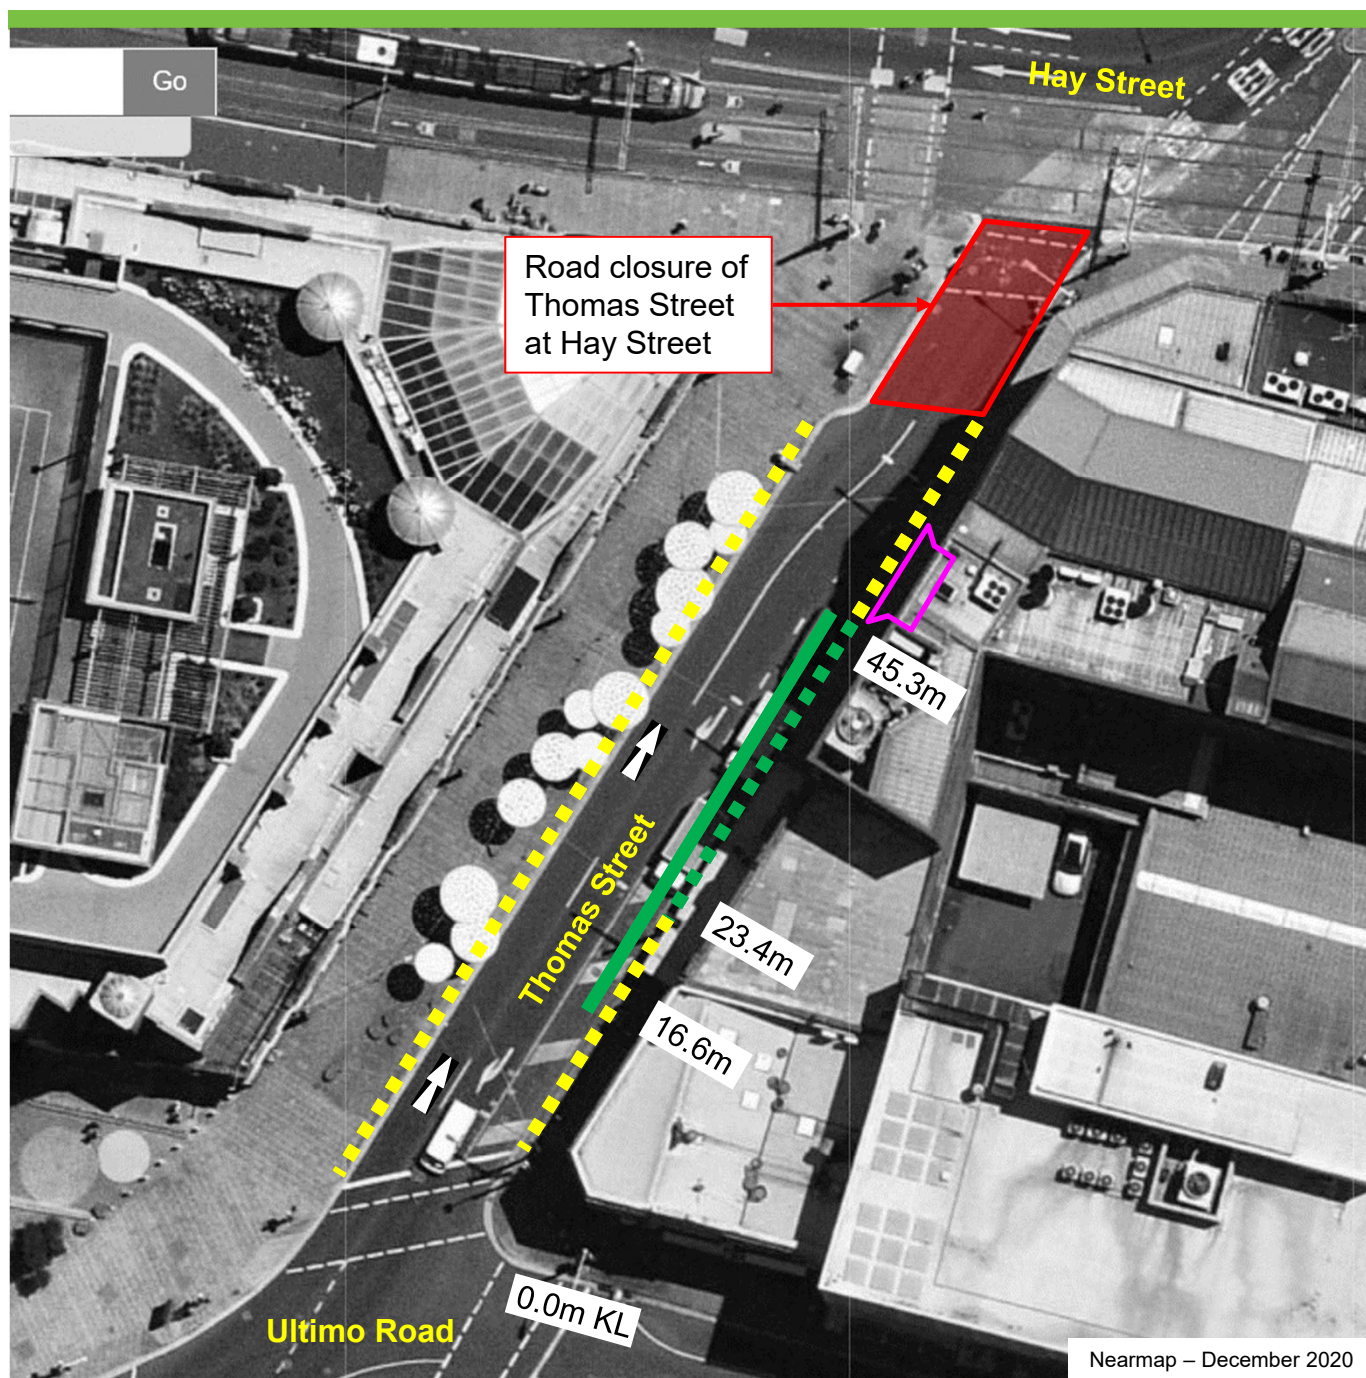 Go
Hay Street
Road closure of
Thomas Street
at Hay Street
45.3m
Thomas Street
23.4m
16.6m
0.0m KL
Ultimo Road
Nearmap – December 2020